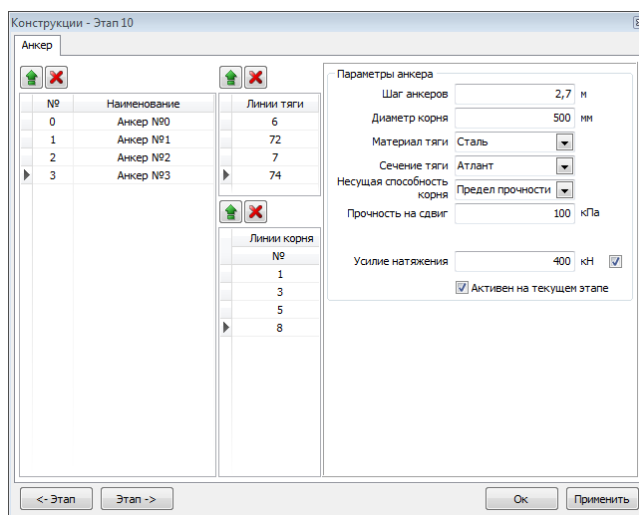 Конструкции - Этап 10
Анкер
№ Наименование
0 Анкер №0
1 Анкер №1
2 Анкер №2
3 Анкер №3
Линии тяги
6
72
7
74
Линии корня
№
1
3
5
8
Параметры анкера
Шаг анкеров 2,7 м
Диаметр корня 500 мм
Материал тяги Сталь
Сечение тяги Атлант
Несущая способность
корня Предел прочности
Прочность на сдвиг 100 кПа
Усилие натяжения 400 кН
Активен на текущем этапе
<- Этап Этап -> Ок Применить